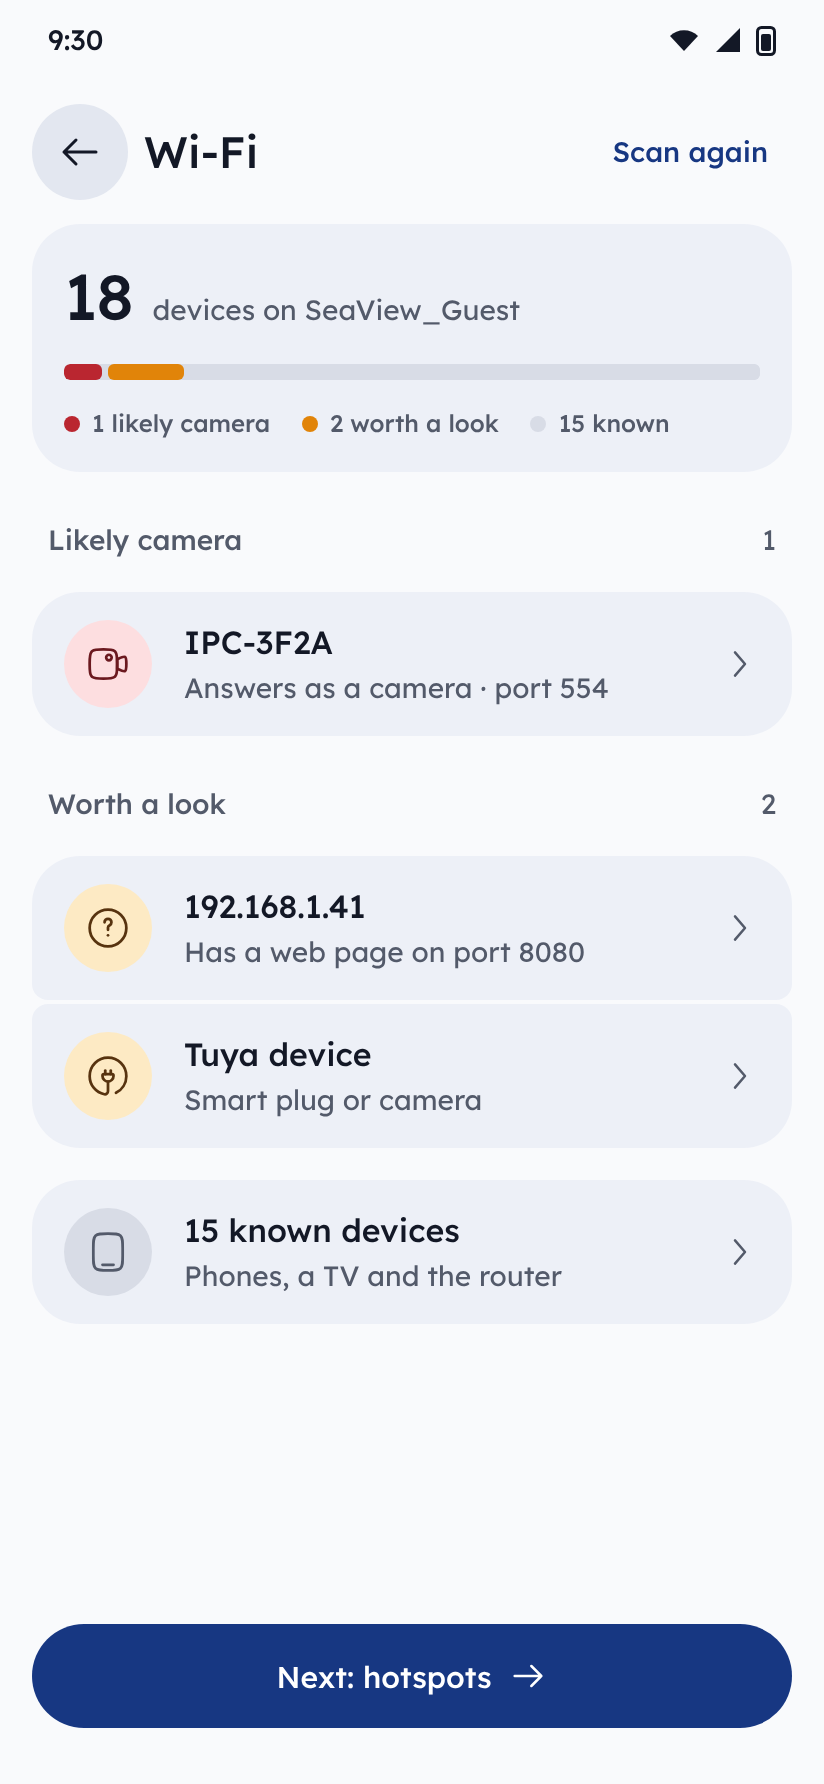 9:30
Wi-Fi
Scan again
18 devices on SeaView_Guest
1 likely camera 2 worth a look 15 known
Likely camera 1
IPC-3F2A
Answers as a camera · port 554
Worth a look 2
192.168.1.41
Has a web page on port 8080
Tuya device
Smart plug or camera
15 known devices
Phones, a TV and the router
Next: hotspots